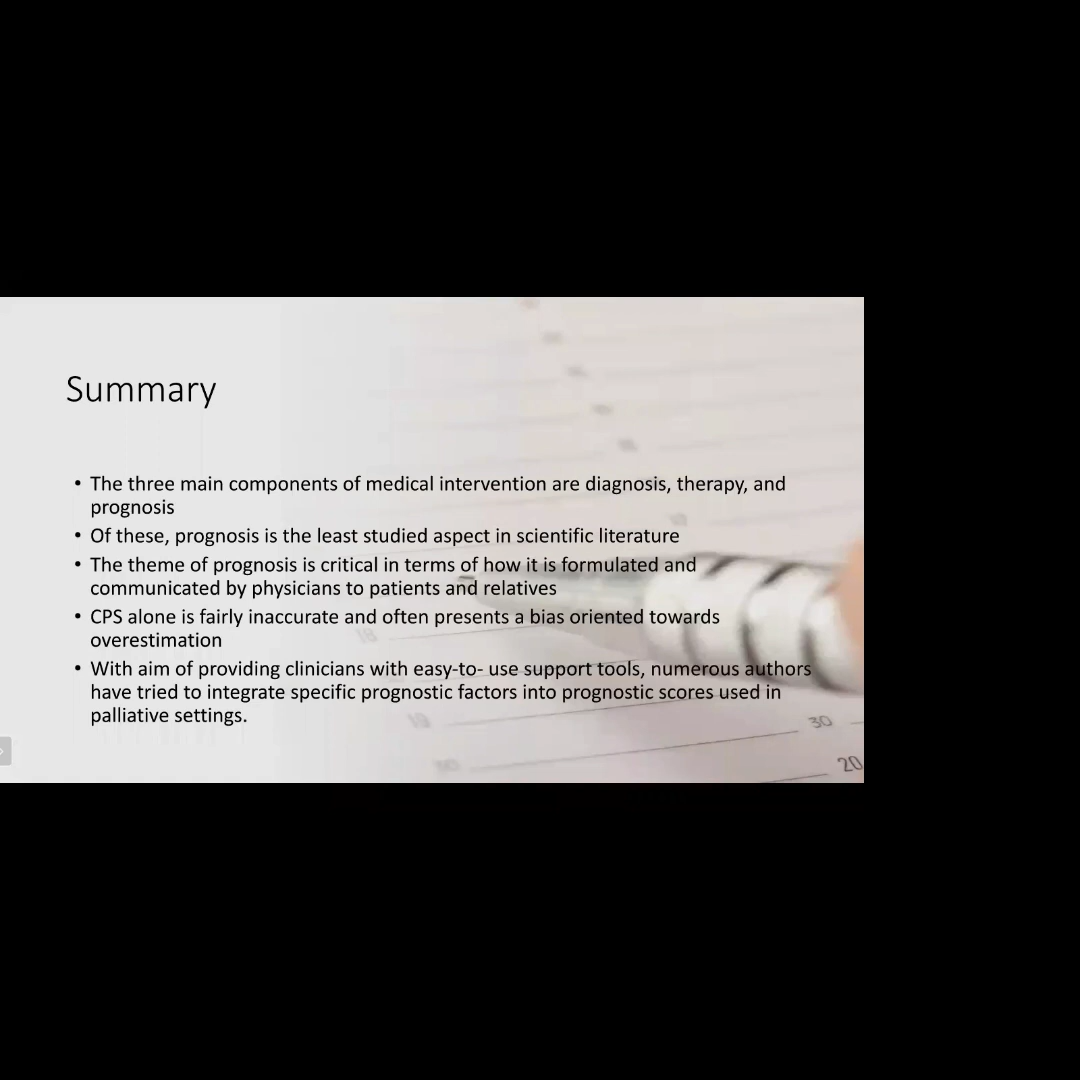 Summary
• The three main components of medical intervention are diagnosis, therapy, and
prognosis
• Of these, prognosis is the least studied aspect in scientific literature
• The theme of prognosis is critical in terms of how it is formulated and
communicated by physicians to patients and relatives
• CPS alone is fairly inaccurate and often presents a bias oriented towards
overestimation
• With aim of providing clinicians with easy-to- use support tools, numerous authors
have tried to integrate specific prognostic factors into prognostic scores used in
palliative settings.
18
19
30
20